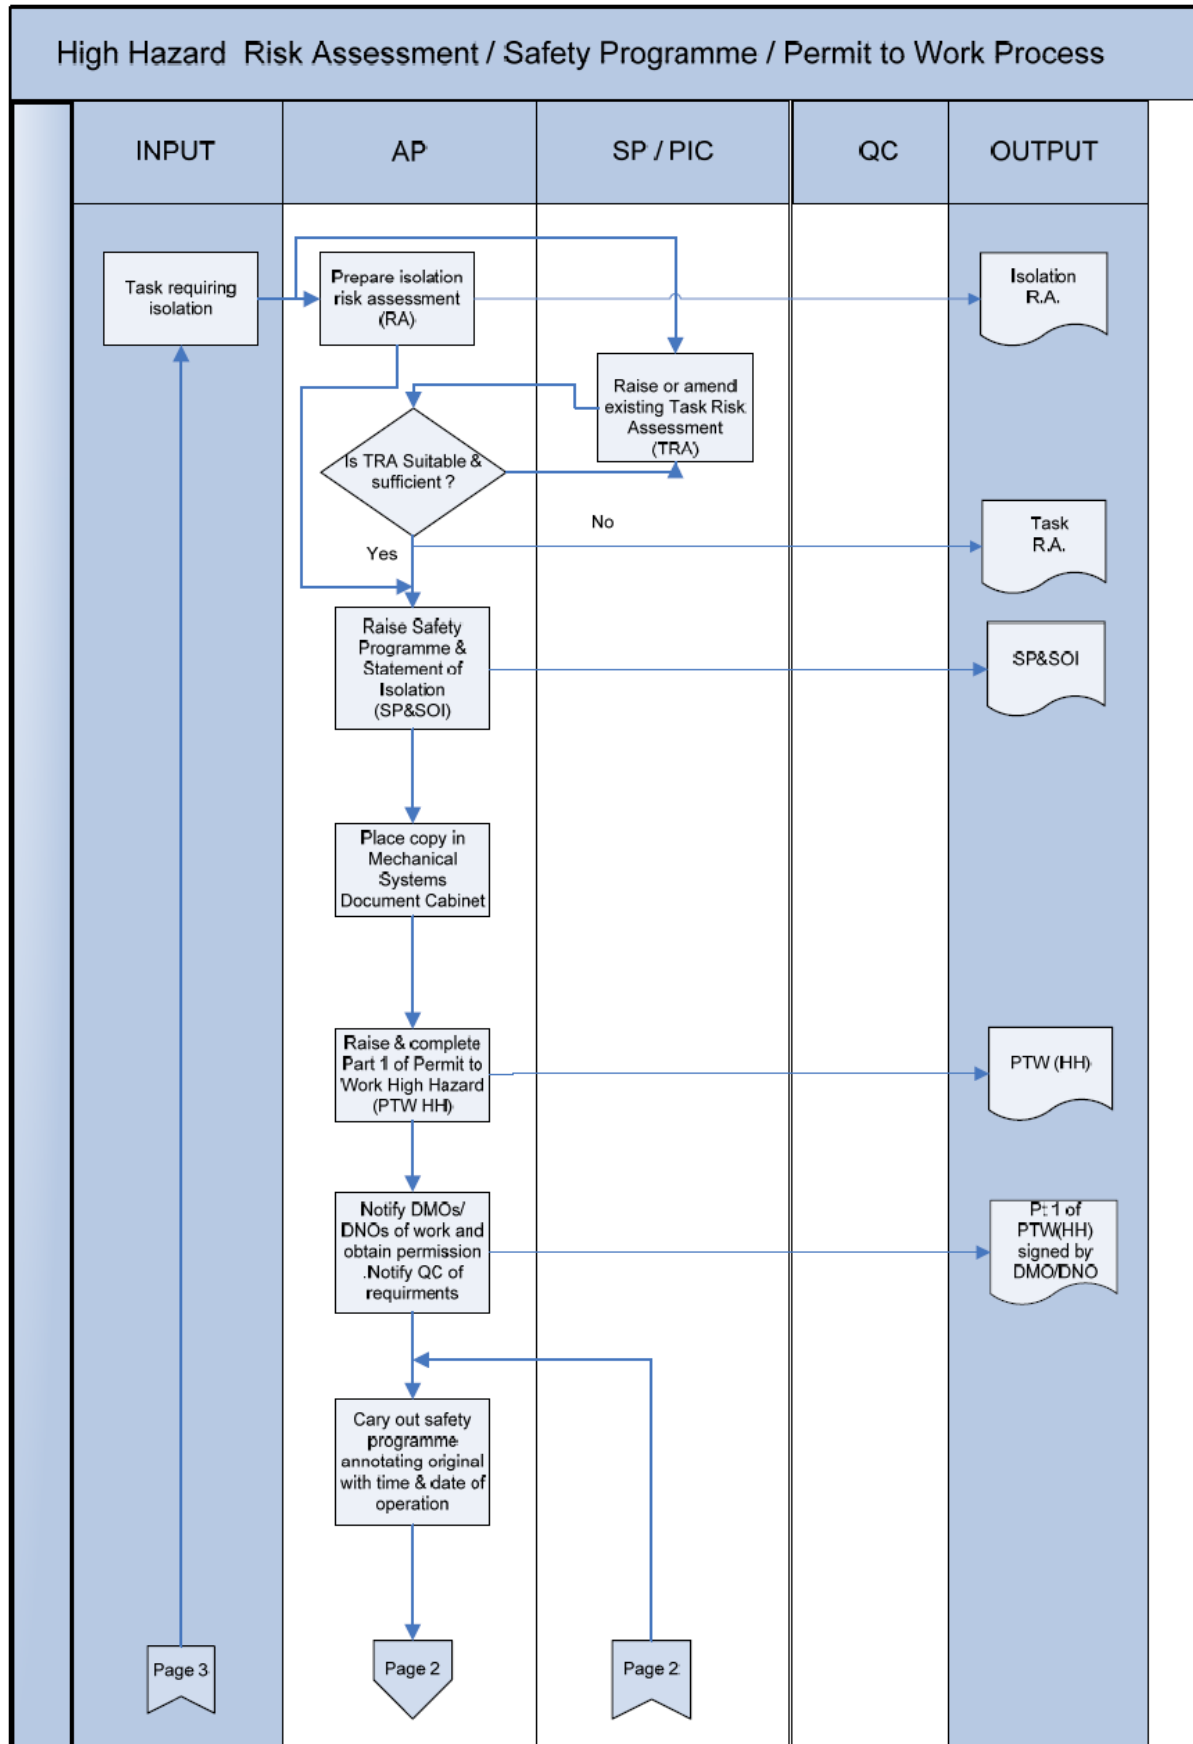 High Hazard Risk Assessment / Safety Programme / Permit to Work Process
INPUT
AP
SP / PIC
QC
OUTPUT
Task requiring
isolation
Prepare isolation
risk assessment
(RA)
Isolation
R.A.
Raise or amend
existing Task Risk
Assessment
(TRA)
Is TRA Suitable &
sufficient ?
No
Yes
Task
R.A.
Raise Safety
Programme &
Statement of
Isolation
(SP&SOI)
SP&SOI
Place copy in
Mechanical
Systems
Document Cabinet
Raise & complete
Part 1 of Permit to
Work High Hazard
(PTW HH)
PTW (HH)
Notify DMOs/
DNOs of work and
obtain permission
.Notify QC of
requirments
Pt 1 of
PTW(HH)
signed by
DMO/DNO
Cary out safety
programme
annotating original
with time & date of
operation
Page 3
Page 2
Page 2